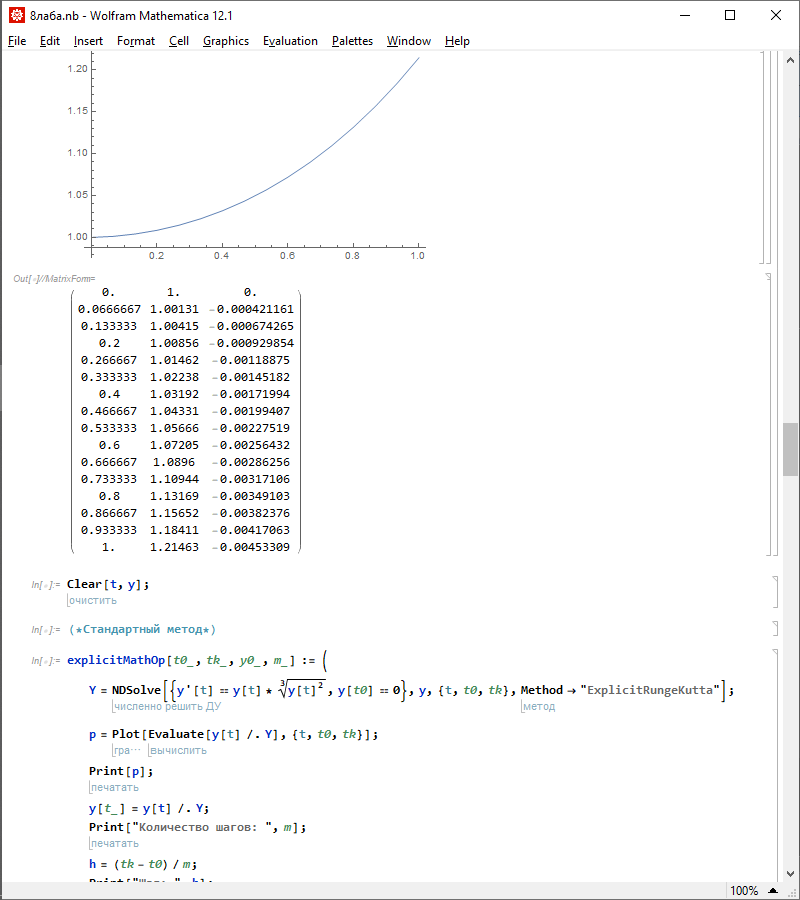 8лаба.nb - Wolfram Mathematica 12.1
File Edit Insert Format Cell Graphics Evaluation Palettes Window Help
1.20
1.15
1.10
1.05
1.00
0.2 0.4 0.6 0.8 1.0
Out[◦]//MatrixForm=
0. 1. 0.
0.0666667 1.00131 -0.000421161
0.133333 1.00415 -0.000674265
0.2 1.00856 -0.000929854
0.266667 1.01462 -0.00118875
0.333333 1.02238 -0.00145182
0.4 1.03192 -0.00171994
0.466667 1.04331 -0.00199407
0.533333 1.05666 -0.00227519
0.6 1.07205 -0.00256432
0.666667 1.0896 -0.00286256
0.733333 1.10944 -0.00317106
0.8 1.13169 -0.00349103
0.866667 1.15652 -0.00382376
0.933333 1.18411 -0.00417063
1. 1.21463 -0.00453309
In[◦]:= Clear[t, y];
очистить
In[◦]:= (*Стандартный метод*)
In[◦]:= explicitMathOp[t0_, tk_, y0_, m_] := (
Y = NDSolve[{y'[t] == y[t] * ∛y[t]², y[t0] == 0}, y, {t, t0, tk}, Method → "ExplicitRungeKutta"];
численно решить ДУ метод
p = Plot[Evaluate[y[t] /. Y], {t, t0, tk}];
гра⋯ вычислить
Print[p];
печатать
y[t_] = y[t] /. Y;
Print["Количество шагов: ", m];
печатать
h = (tk - t0) / m;
100%